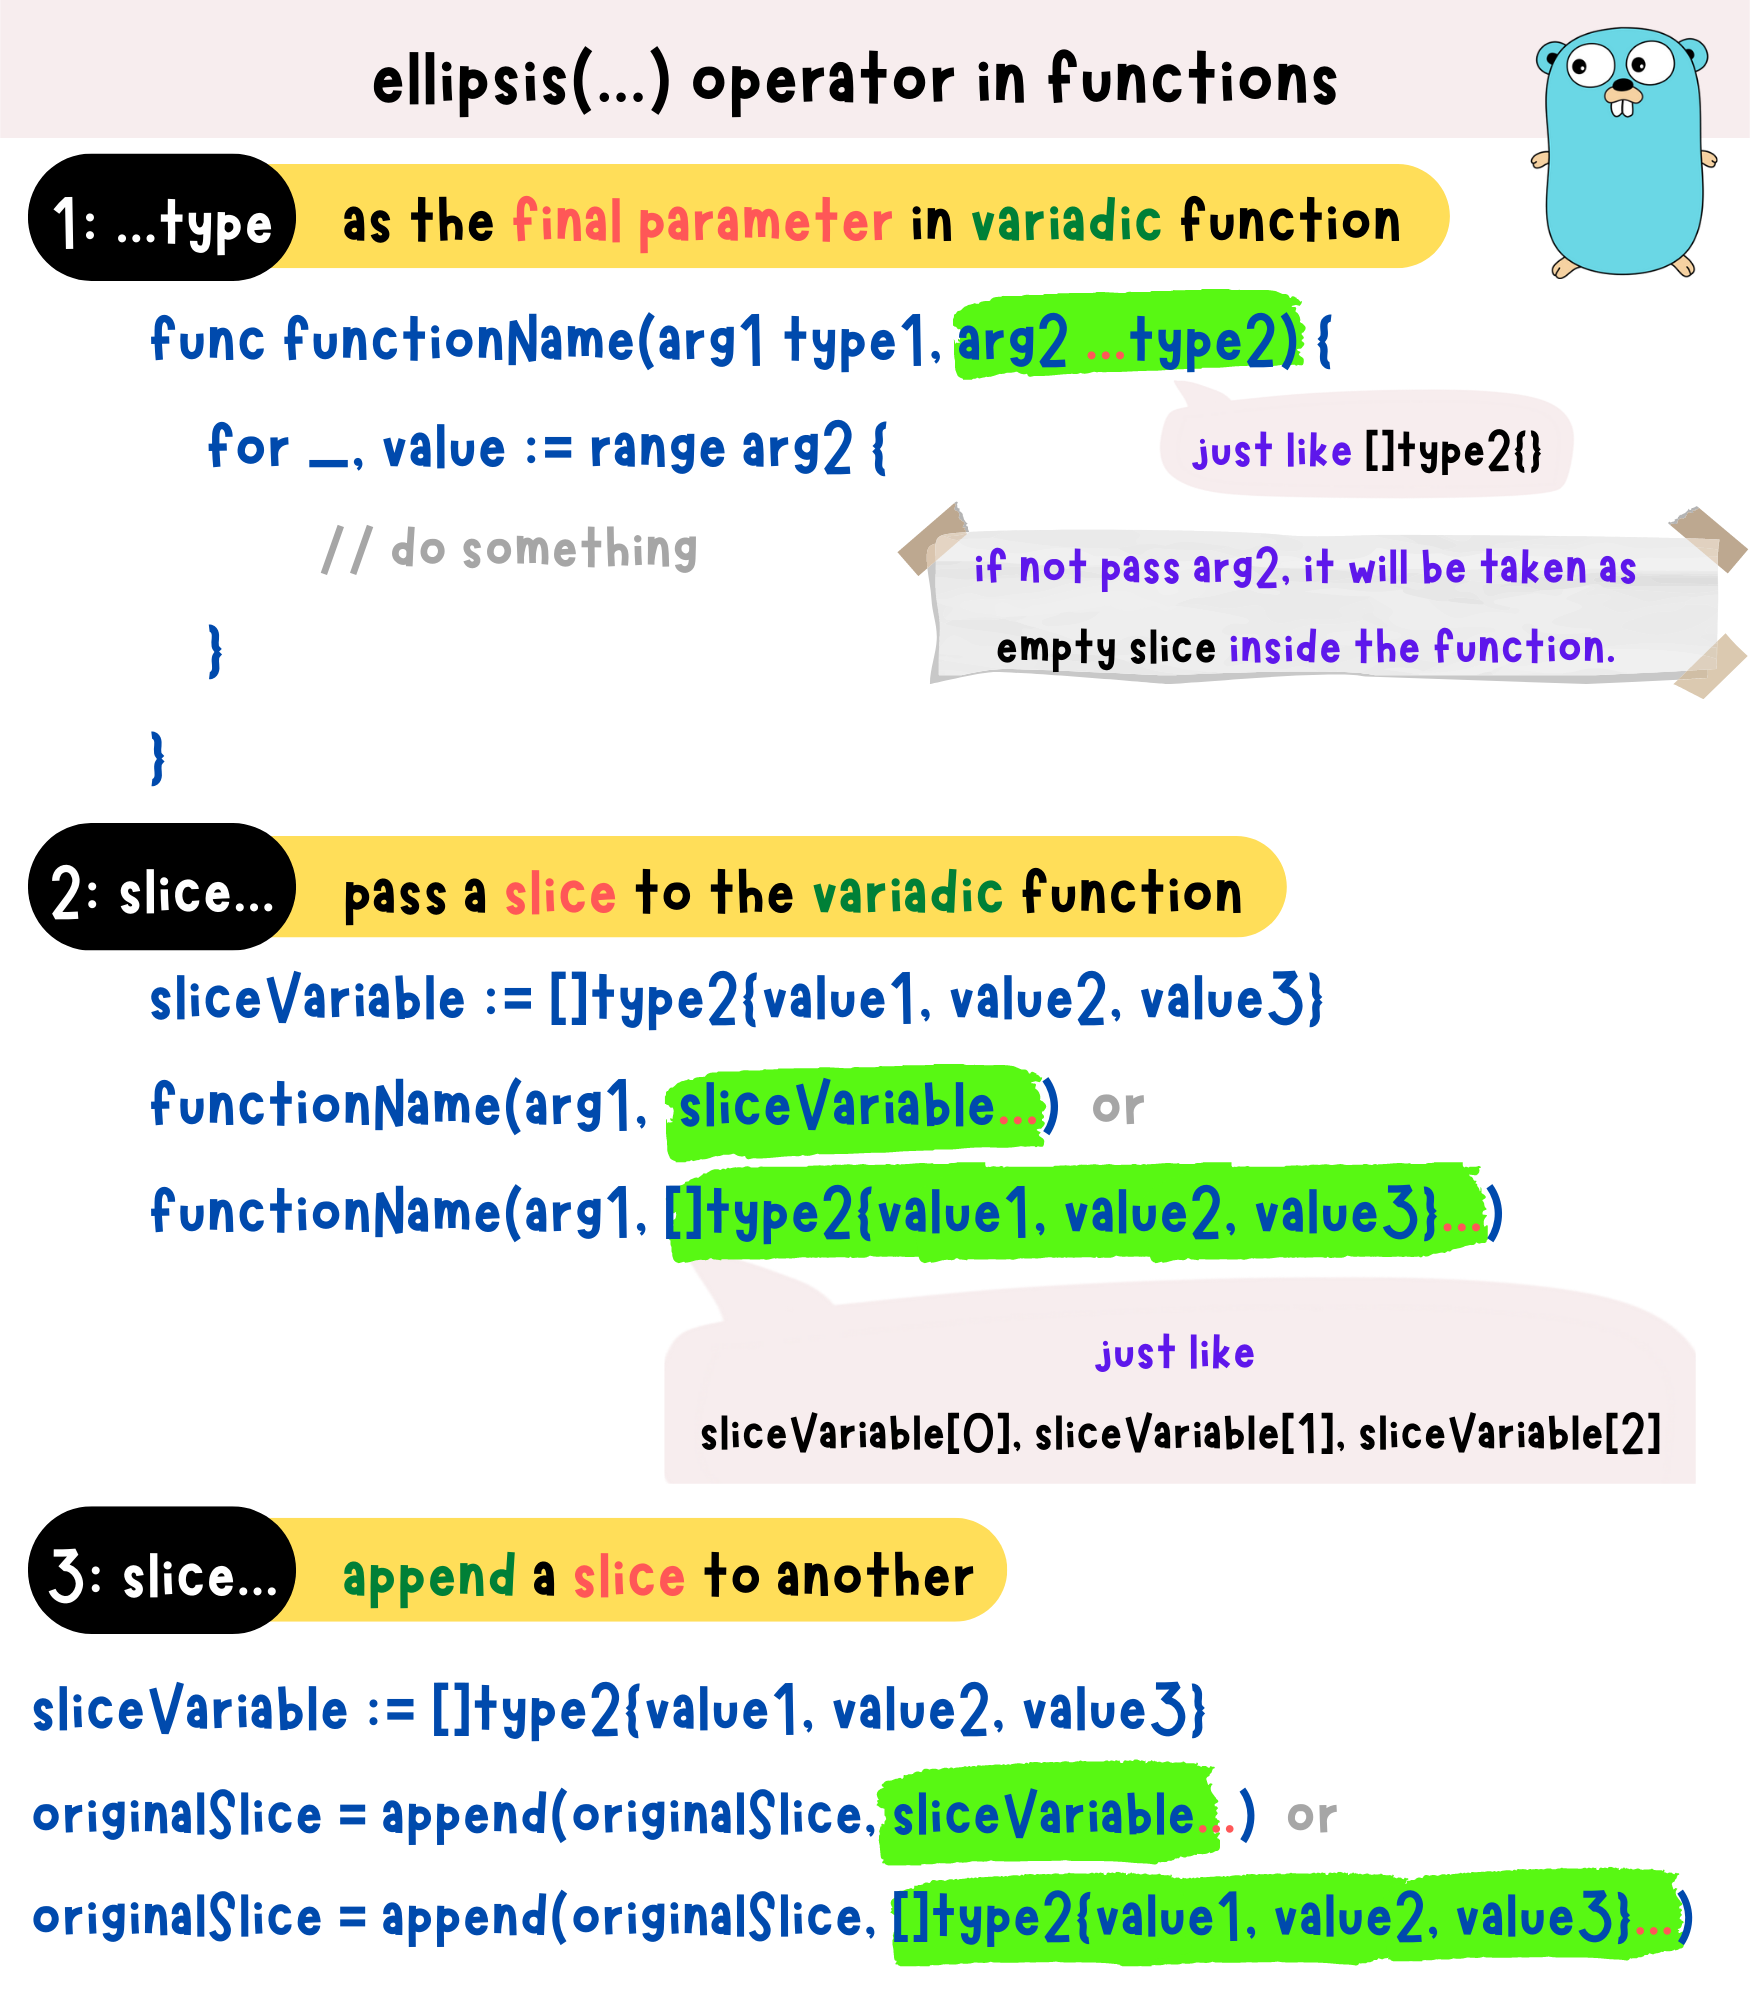 ellipsis(...) operator in functions
1: ...type as the final parameter in variadic function
func functionName(arg1 type1, arg2 ...type2) {
for _, value := range arg2 {
just like []type2{}
// do something
if not pass arg2, it will be taken as
empty slice inside the function.
}
}
2: slice... pass a slice to the variadic function
sliceVariable := []type2{value1, value2, value3}
functionName(arg1, sliceVariable...) or
functionName(arg1, []type2{value1, value2, value3}...)
just like
sliceVariable[0], sliceVariable[1], sliceVariable[2]
3: slice... append a slice to another
sliceVariable := []type2{value1, value2, value3}
originalSlice = append(originalSlice, sliceVariable...) or
originalSlice = append(originalSlice, []type2{value1, value2, value3}...)